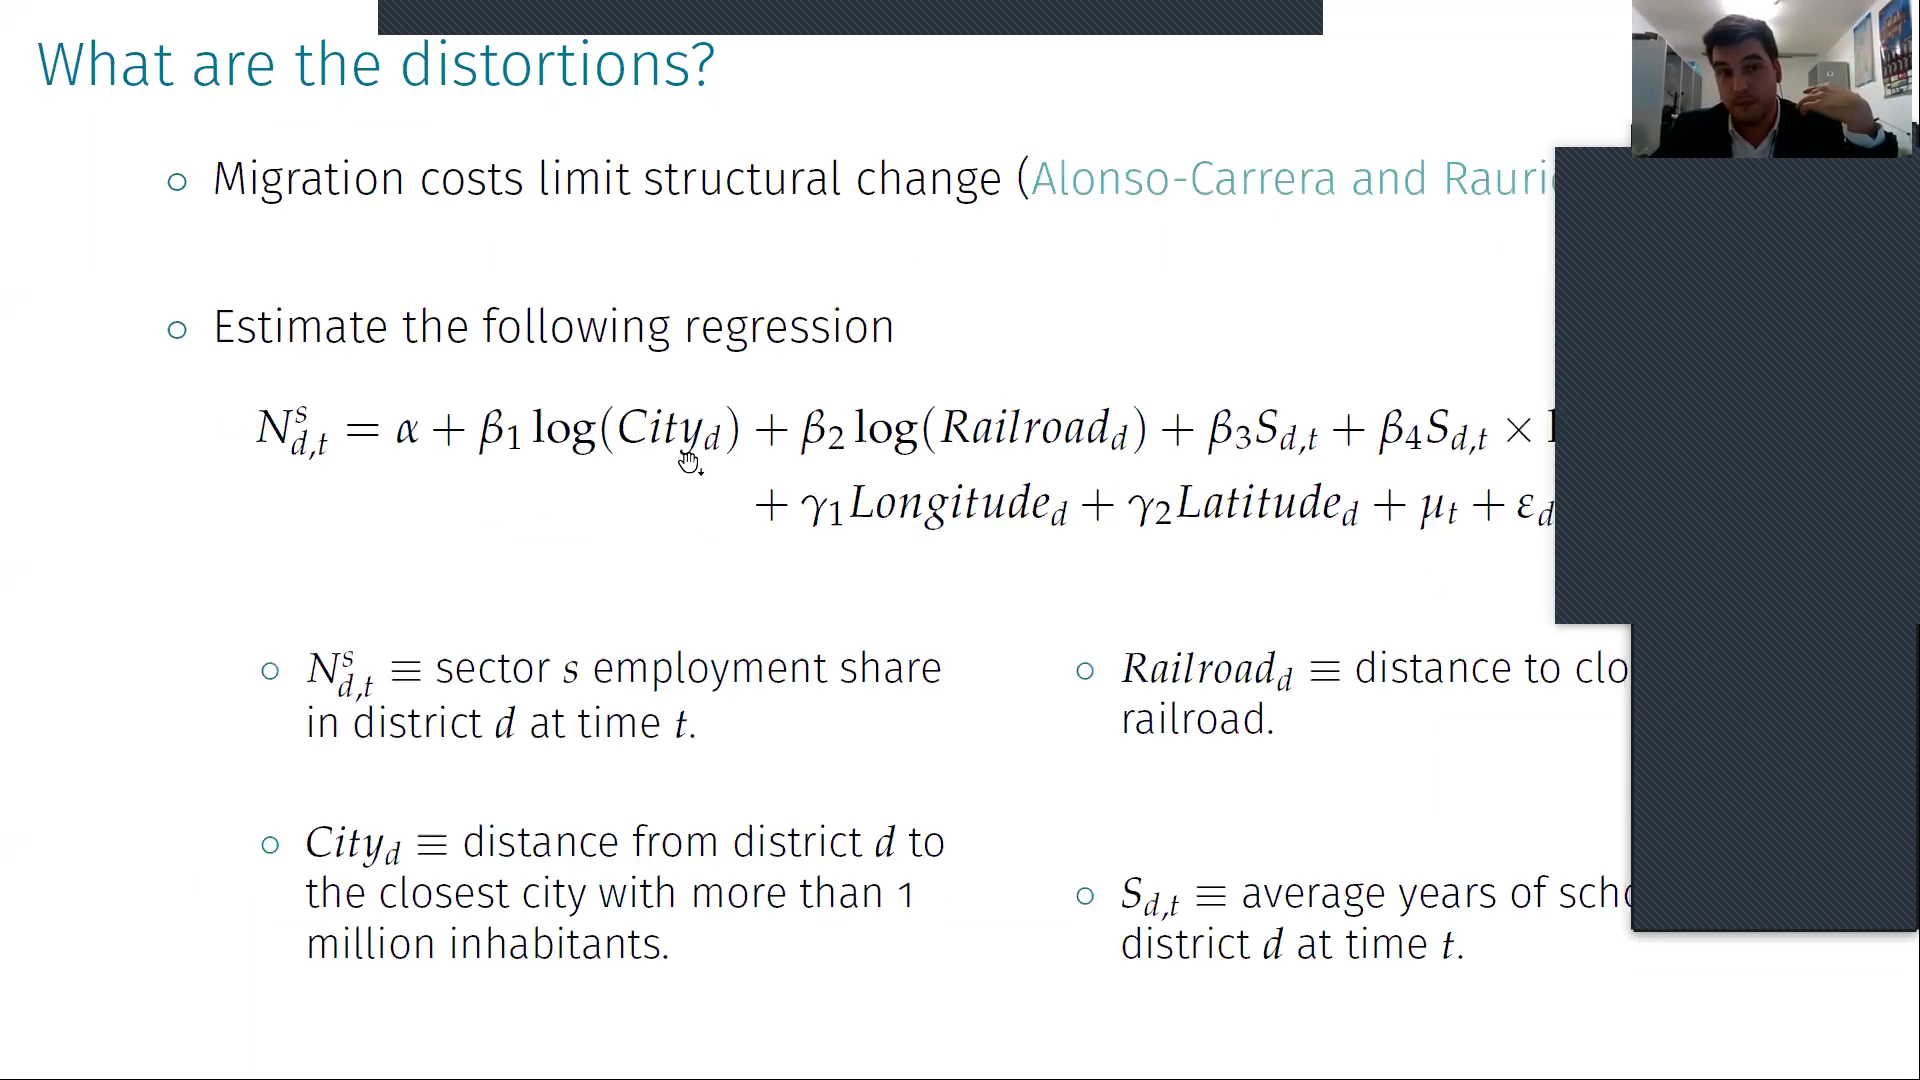 What are the distortions?
Migration costs limit structural change (Alonso-Carrera and
Estimate the following regression
N^s_{d,t} = α + β_1 log(City_d) + β_2 log(Railroad_d) + β_3 S_{d,t} + β_4 S_{d,t} ×
+ γ_1 Longitude_d + γ_2 Latitude_d + μ_t + ε_d
N^s_{d,t} ≡ sector s employment share
in district d at time t.
City_d ≡ distance from district d to
the closest city with more than 1
million inhabitants.
Railroad_d ≡ distance to
railroad.
S_{d,t} ≡ average years of
district d at time t.